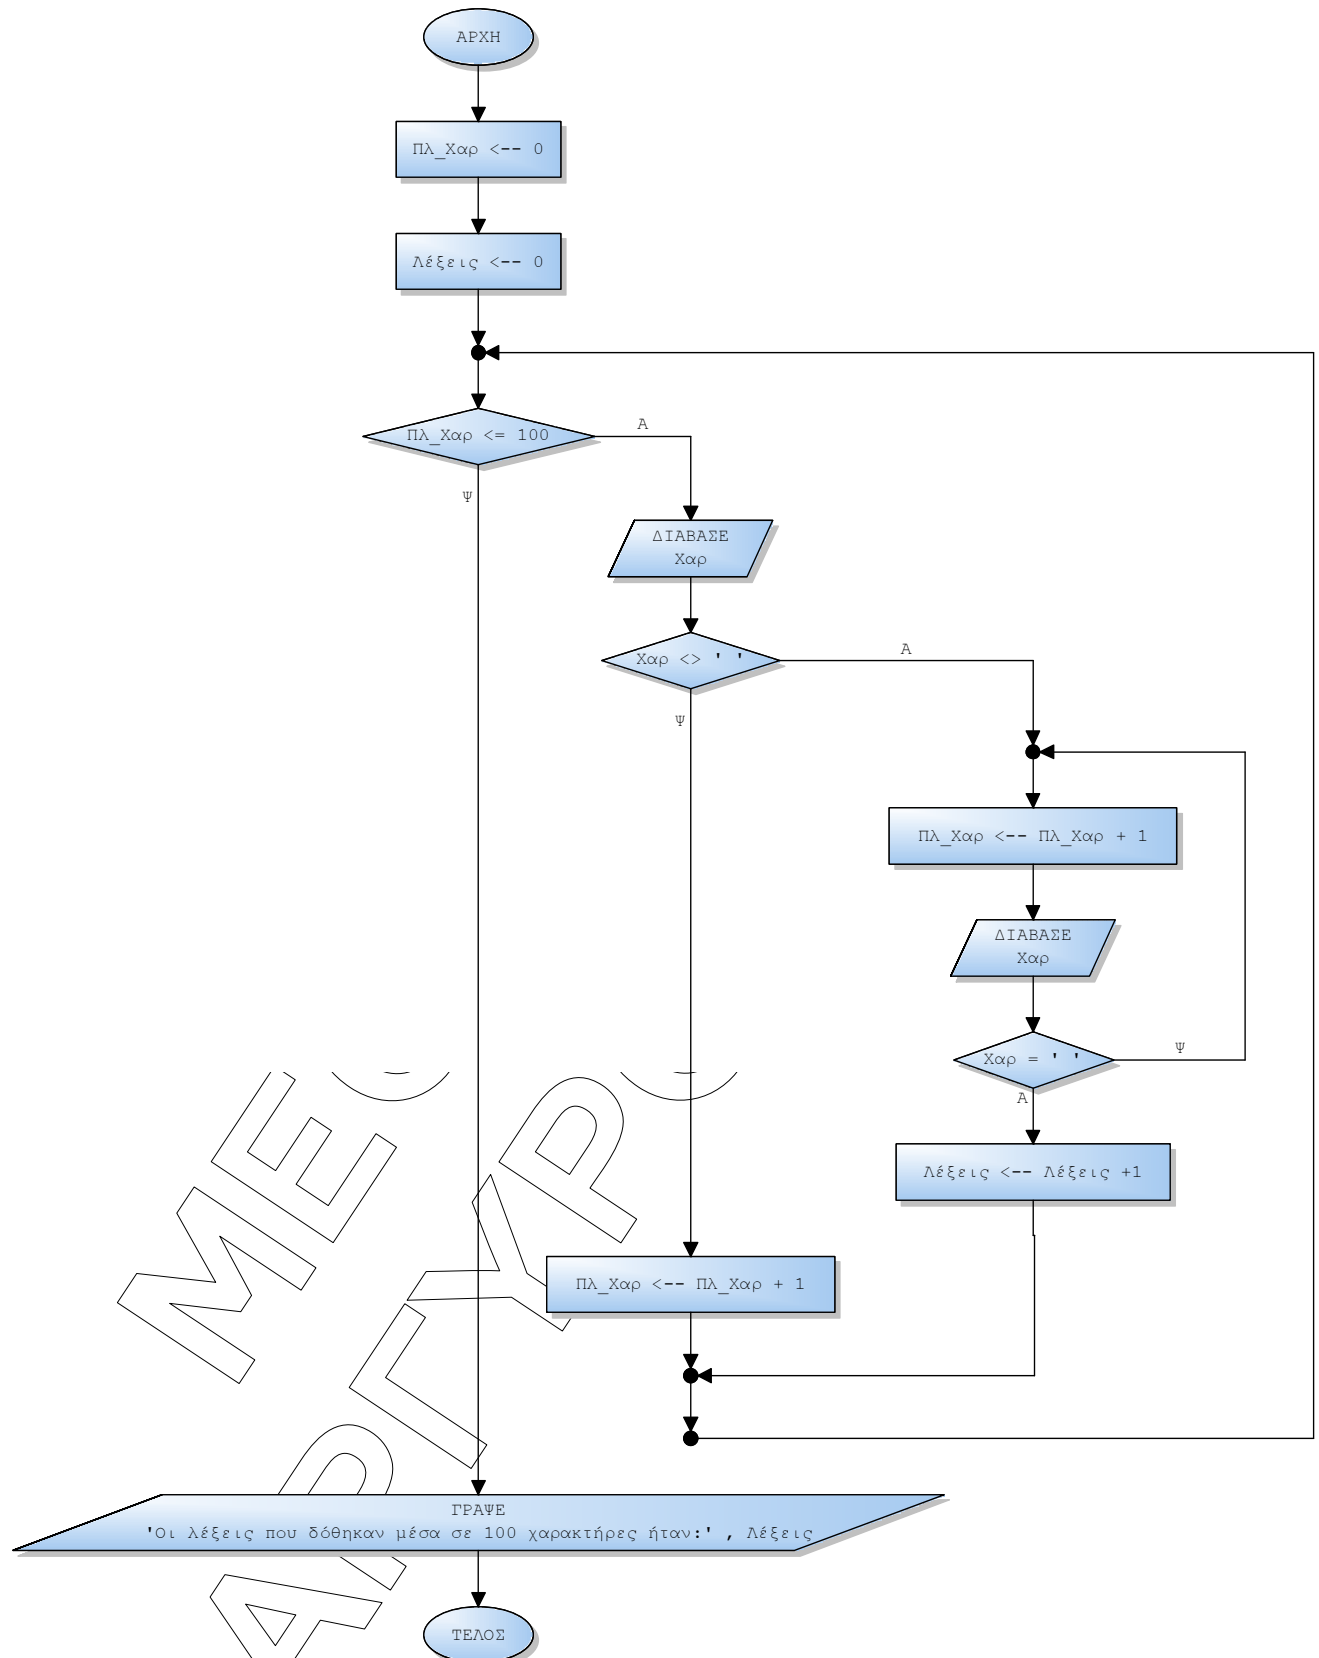 ΑΡΧΗ
Πλ_Χαρ <-- 0
Λέξεις <-- 0
Πλ_Χαρ <= 100
Α
Ψ
ΔΙΑΒΑΣΕ
Χαρ
Χαρ <> ' '
Α
Ψ
Πλ_Χαρ <-- Πλ_Χαρ + 1
ΔΙΑΒΑΣΕ
Χαρ
Χαρ = ' '
Ψ
Α
Λέξεις <-- Λέξεις +1
Πλ_Χαρ <-- Πλ_Χαρ + 1
ΓΡΑΨΕ
'Οι λέξεις που δόθηκαν μέσα σε 100 χαρακτήρες ήταν:' , Λέξεις
ΤΕΛΟΣ